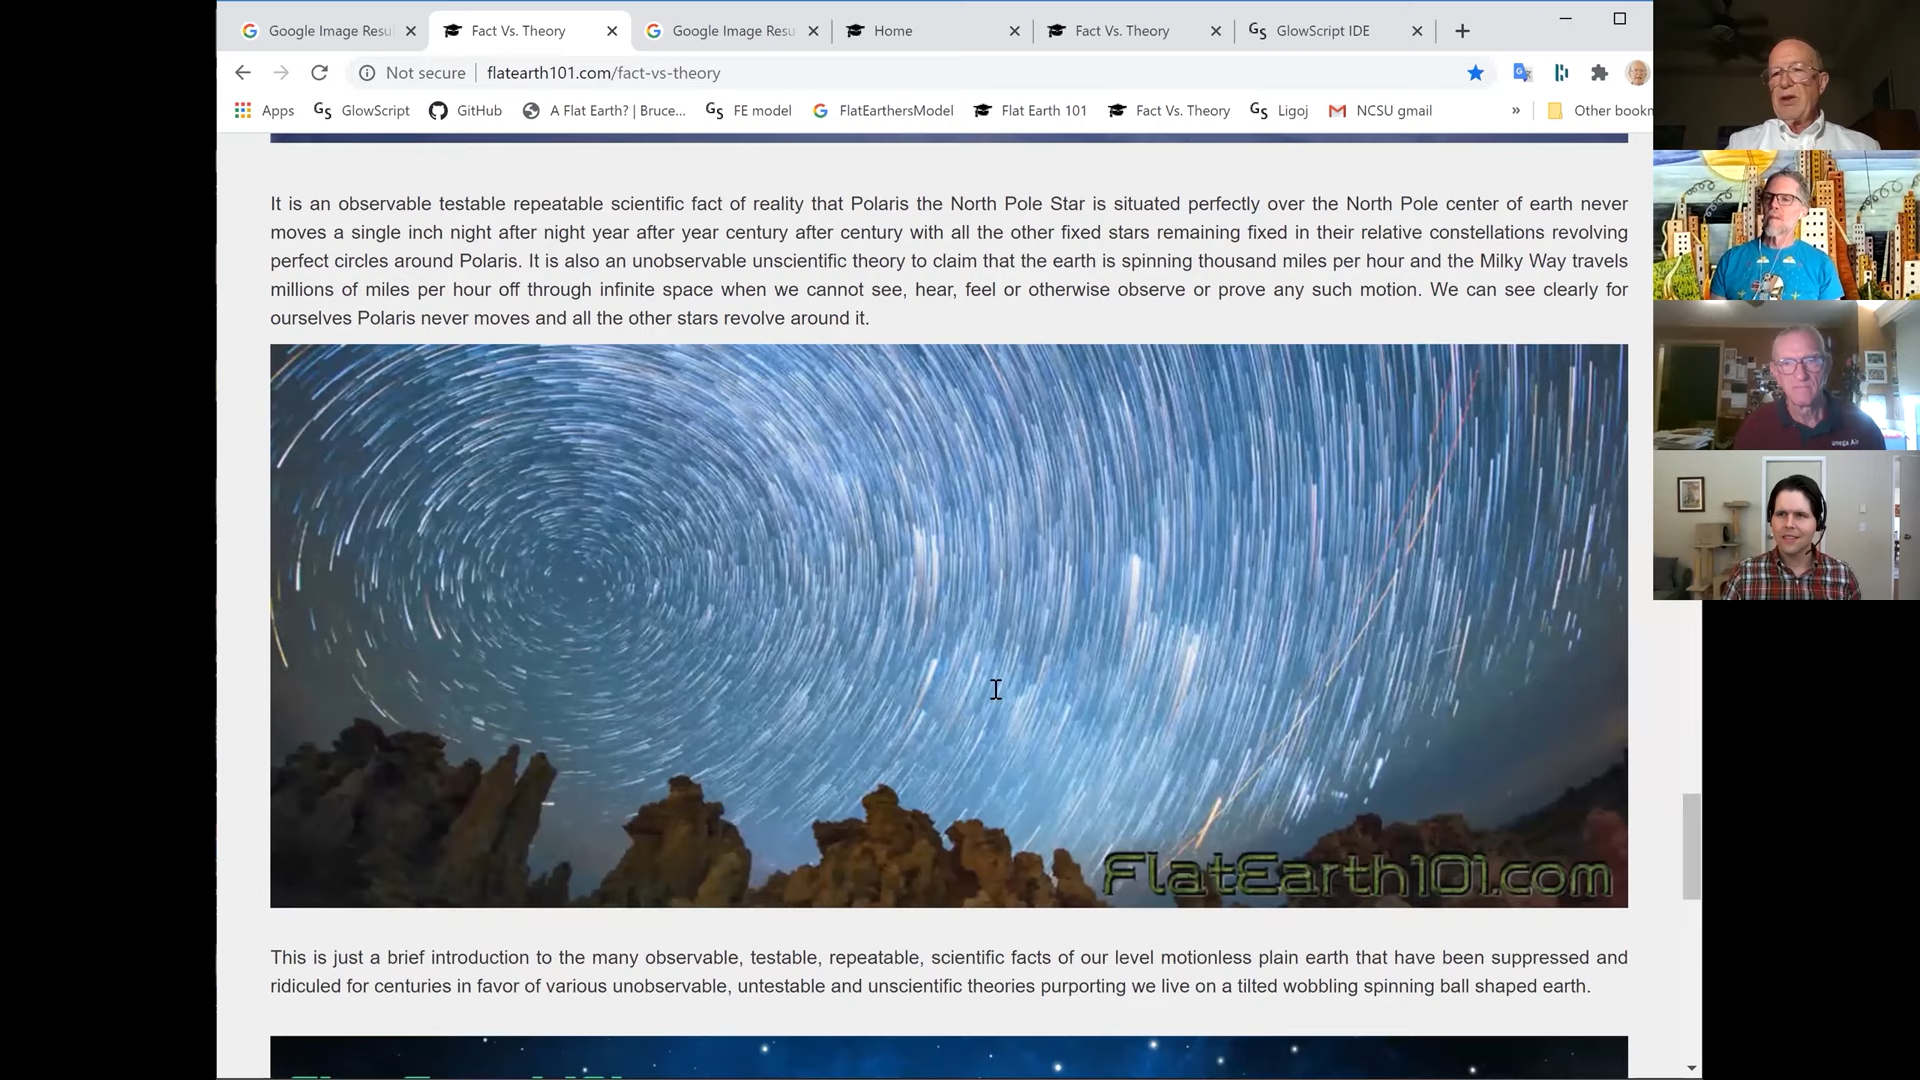 Google Image Resu
Fact Vs. Theory
Google Image Resu
Home
Fact Vs. Theory
GlowScript IDE
Not secure
flatearth101.com/fact-vs-theory
Apps
GlowScript
GitHub
A Flat Earth? | Bruce...
FE model
FlatEarthersModel
Flat Earth 101
Fact Vs. Theory
Ligoj
NCSU gmail
»
Other bookm
It is an observable testable repeatable scientific fact of reality that Polaris the North Pole Star is situated perfectly over the North Pole center of earth never
moves a single inch night after night year after year century after century with all the other fixed stars remaining fixed in their relative constellations revolving
perfect circles around Polaris. It is also an unobservable unscientific theory to claim that the earth is spinning thousand miles per hour and the Milky Way travels
millions of miles per hour off through infinite space when we cannot see, hear, feel or otherwise observe or prove any such motion. We can see clearly for
ourselves Polaris never moves and all the other stars revolve around it.
FlatEarth101.com
This is just a brief introduction to the many observable, testable, repeatable, scientific facts of our level motionless plain earth that have been suppressed and
ridiculed for centuries in favor of various unobservable, untestable and unscientific theories purporting we live on a tilted wobbling spinning ball shaped earth.